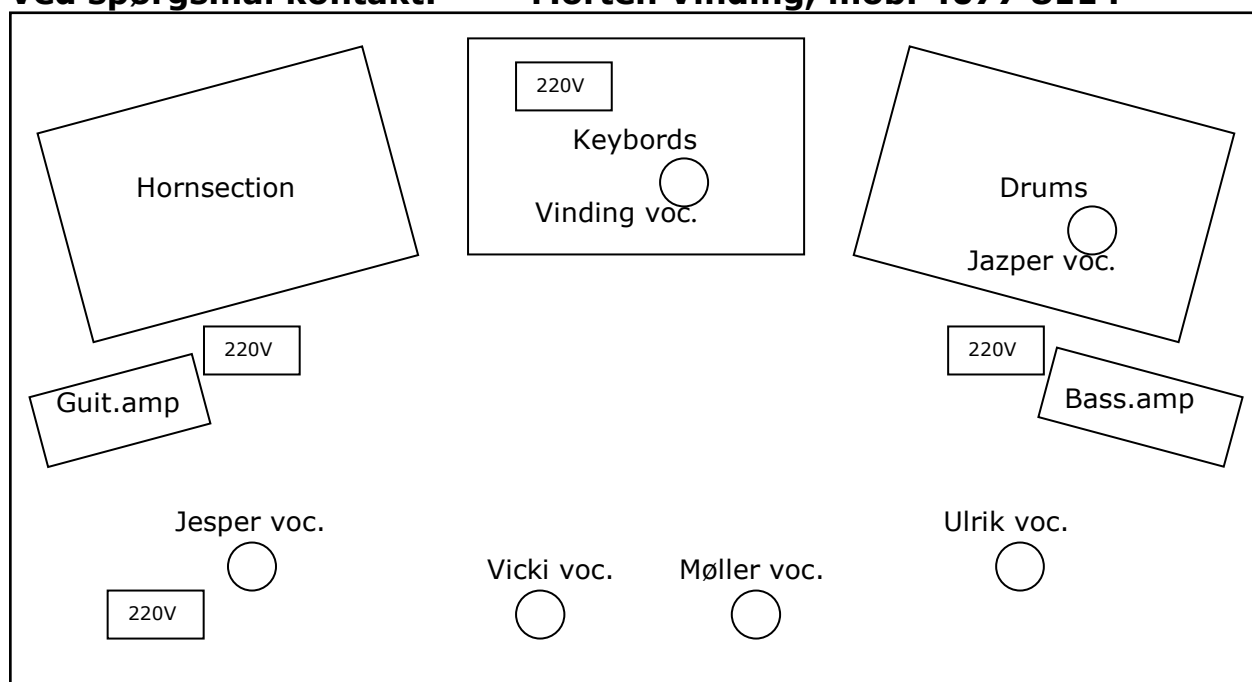 Ved spørgsmål kontakt: Morten Vinding, mob.
220V
Keybords
Hornsection
Drums
Vinding voc.
Jazper voc.
220V
220V
Guit.amp
Bass.amp
Jesper voc.
Ulrik voc.
Vicki voc.
Møller voc.
220V